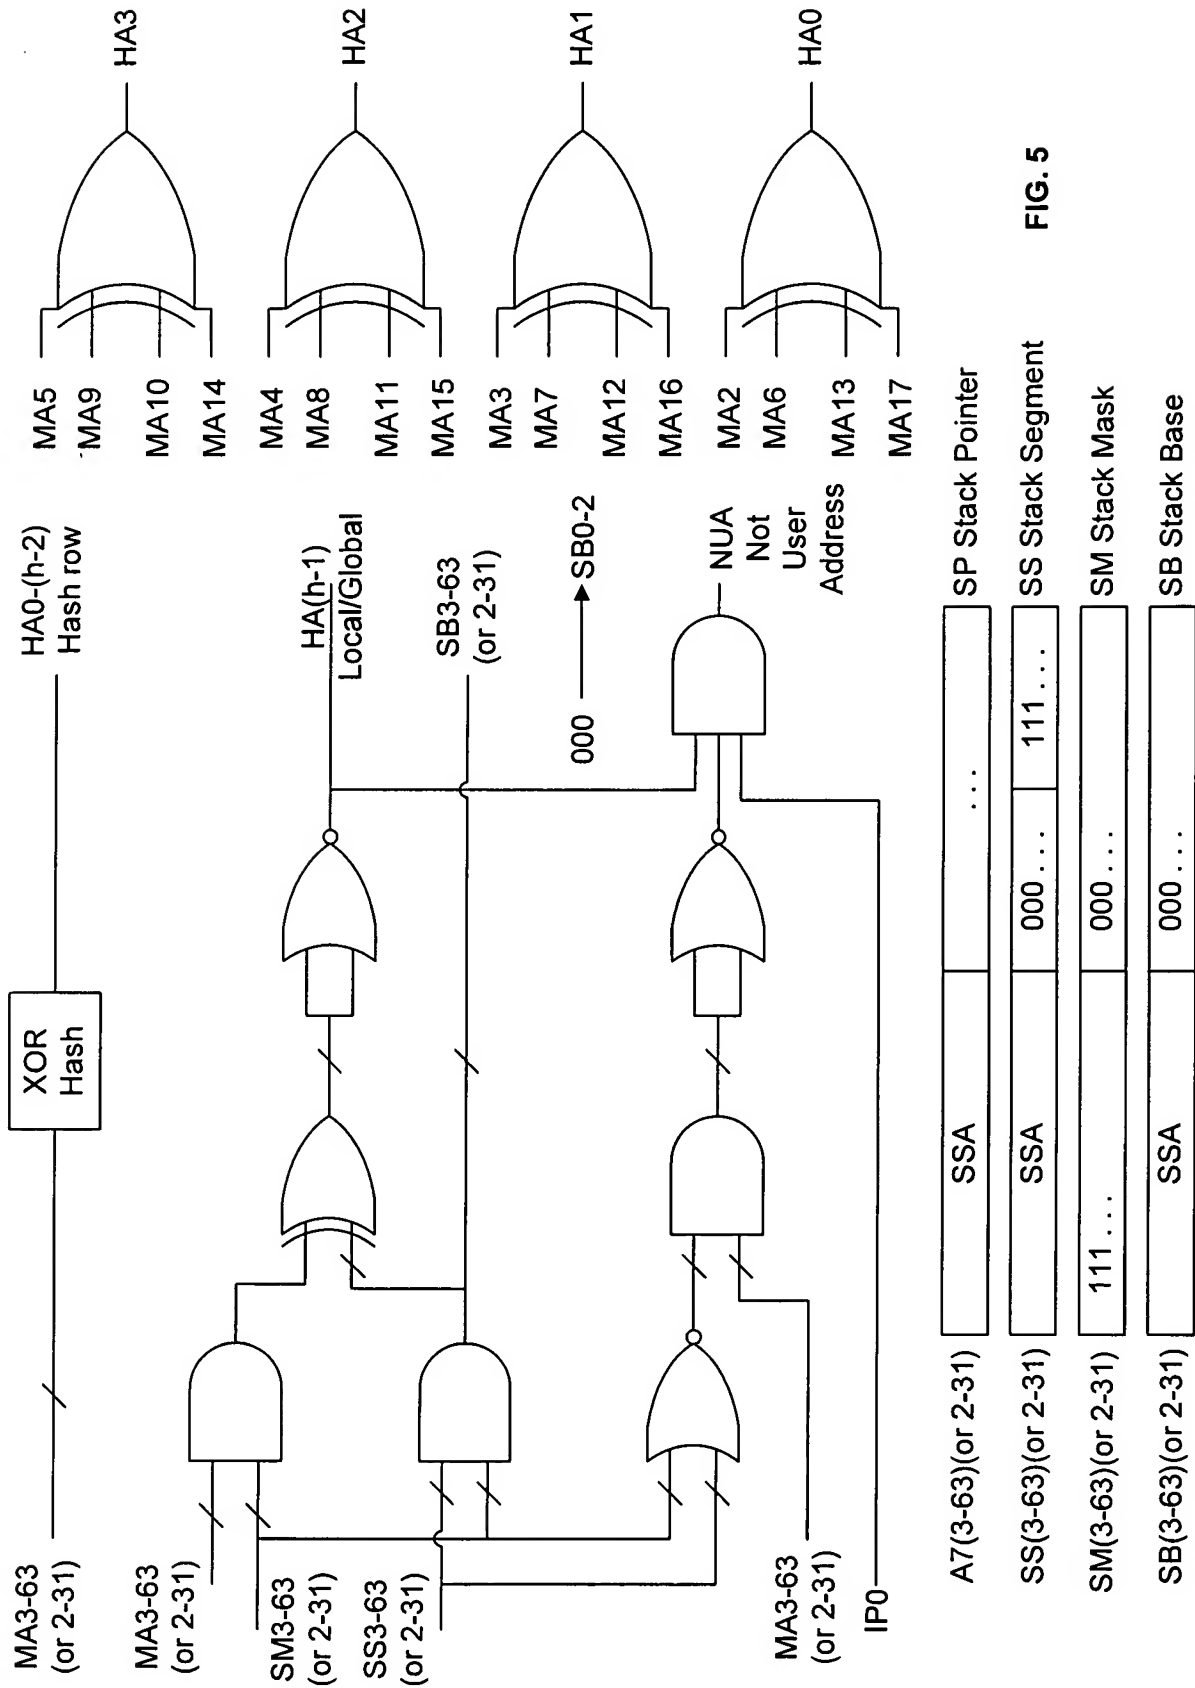 MA3-63
(or 2-31)
XOR
Hash
HA0-(h-2)
Hash row
MA3-63
(or 2-31)
SM3-63
(or 2-31)
SS3-63
(or 2-31)
HA(h-1)
Local/Global
SB3-63
(or 2-31)
000
SB0-2
MA3-63
(or 2-31)
IP0
NUA
Not
User
Address
MA5
MA9
MA10
MA14
HA3
MA4
MA8
MA11
MA15
HA2
MA3
MA7
MA12
MA16
HA1
MA2
MA6
MA13
MA17
HA0
A7(3-63)(or 2-31) SSA ... SP Stack Pointer
SS(3-63)(or 2-31) SSA 000... 111... SS Stack Segment
SM(3-63)(or 2-31) 111... 000... SM Stack Mask
SB(3-63)(or 2-31) SSA 000... SB Stack Base
FIG. 5